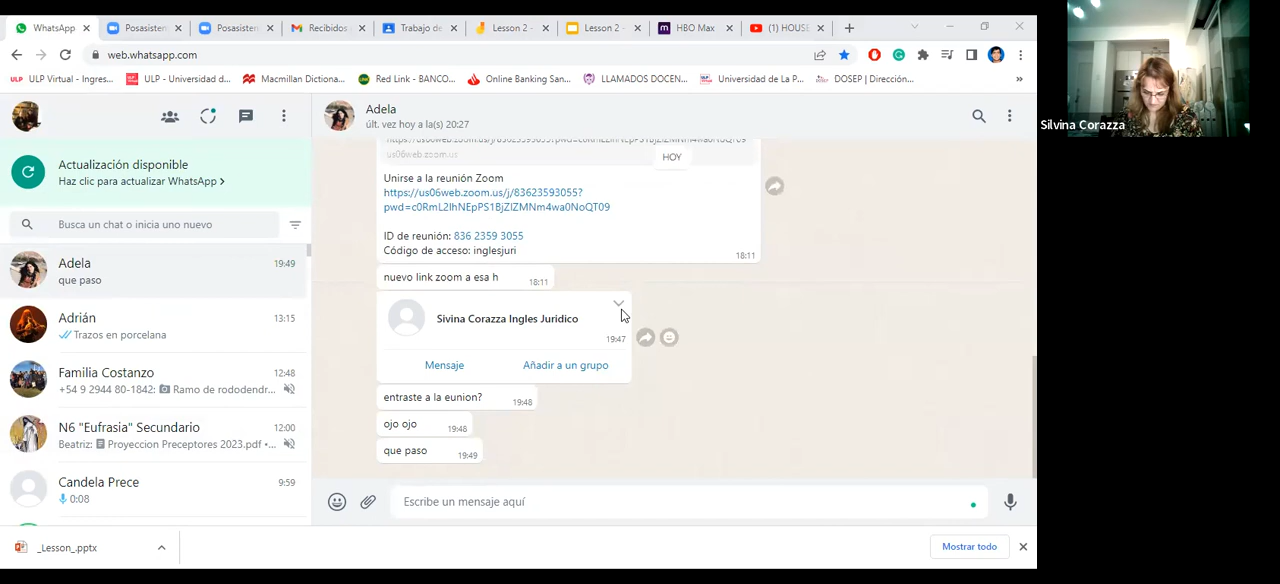 WhatsApp
Posasisten
Posasisten
Recibidos
Trabajo de
Lesson 2 -
Lesson 2 -
HBO Max
(1) HOUSE
web.whatsapp.com
ULP Virtual - Ingres...
ULP - Universidad d...
Macmillan Dictiona...
Red Link - BANCO...
Online Banking San...
LLAMADOS DOCEN...
Universidad de La P...
DOSEP | Dirección...
Silvina Corazza
Actualización disponible
Haz clic para actualizar WhatsApp
Busca un chat o inicia uno nuevo
Adela
19:49
que paso
Adrián
13:15
Trazos en porcelana
Familia Costanzo
12:48
+54 9 2944 80-1842: Ramo de rododendr...
N6 "Eufrasia" Secundario
12:00
Beatriz: Proyeccion Preceptores 2023.pdf •...
Candela Prece
9:59
0:08
Adela
últ. vez hoy a la(s) 20:27
us06web.zoom.us
HOY
Unirse a la reunión Zoom
https://us06web.zoom.us/j/83623593055?
pwd=c0RmL2lhNEpPS1BjZlZMNm4wa0NoQT09
ID de reunión: 836 2359 3055
Código de acceso: inglesjuri
18:11
nuevo link zoom a esa h
18:11
Sivina Corazza Ingles Juridico
19:47
Mensaje
Añadir a un grupo
entraste a la eunion?
19:48
ojo ojo
19:48
que paso
19:49
Escribe un mensaje aquí
_Lesson_.pptx
Mostrar todo